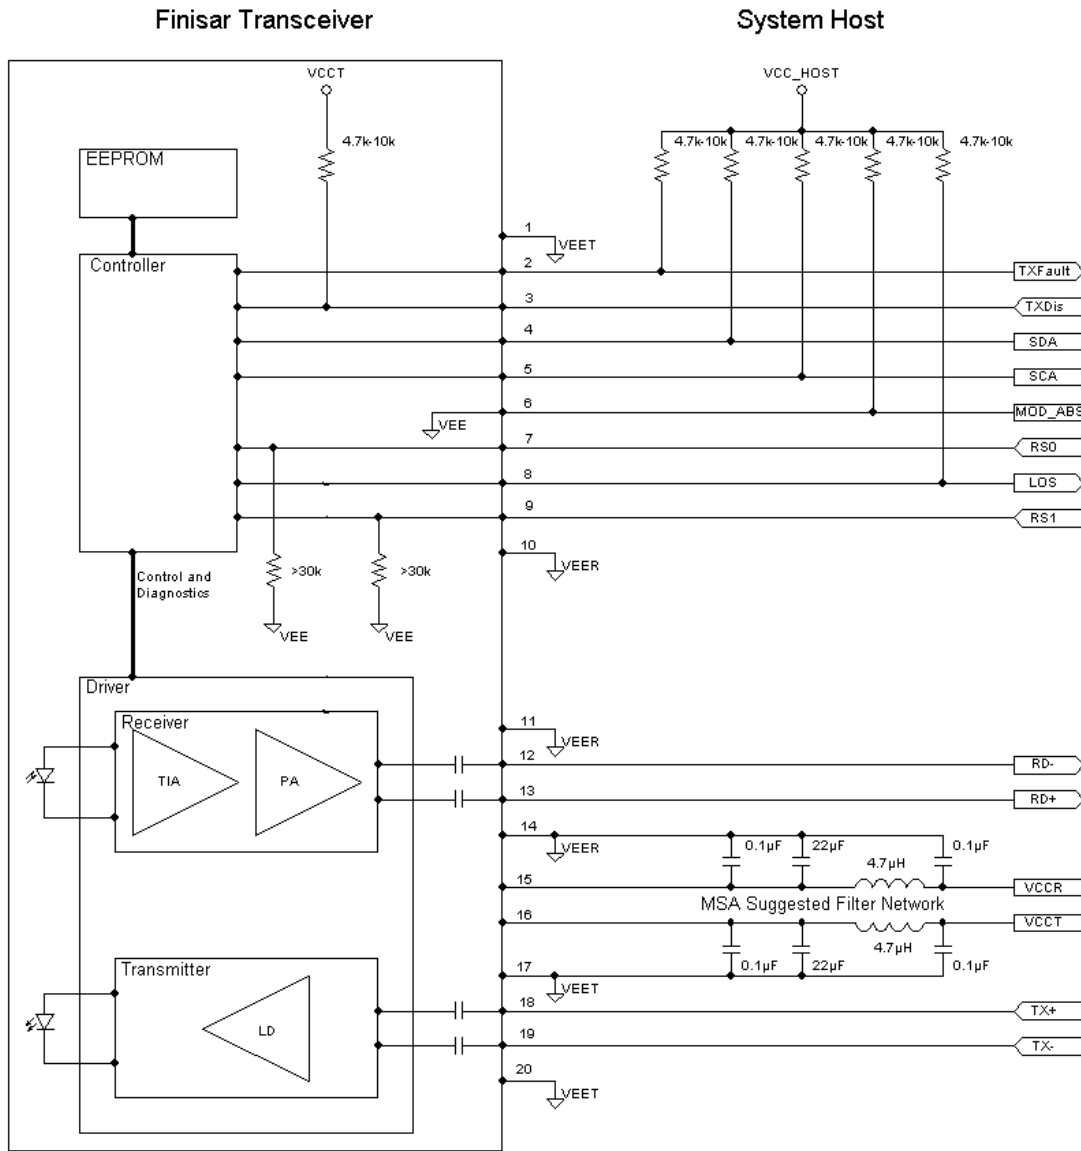 Finisar Transceiver
System Host
VCCT
VCC_HOST
4.7k-10k
4.7k-10k
4.7k-10k
4.7k-10k
4.7k-10k
4.7k-10k
EEPROM
1
VEET
Controller
2
TXFault
3
TXDis
4
SDA
5
SCA
6
MOD_ABS
VEE
7
RS0
8
LOS
9
RS1
10
VEER
Control and
Diagnostics
>30k
>30k
VEE
VEE
Driver
Receiver
11
VEER
12
RD-
TIA
PA
13
RD+
14
VEER
0.1µF
22µF
4.7µH
0.1µF
15
VCCR
MSA Suggested Filter Network
16
VCCT
4.7µH
Transmitter
17
0.1µF
22µF
0.1µF
VEET
18
TX+
LD
19
TX-
20
VEET